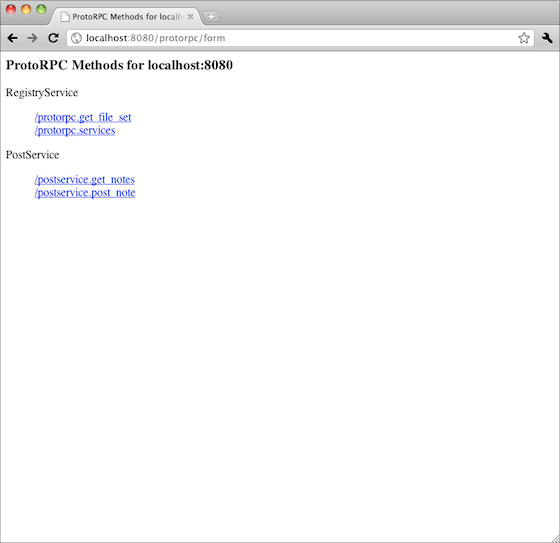 ProtoRPC Methods for localh
localhost:8080/protorpc/form
ProtoRPC Methods for localhost:8080
RegistryService
/protorpc.get_file_set
/protorpc.services
PostService
/postservice.get_notes
/postservice.post_note